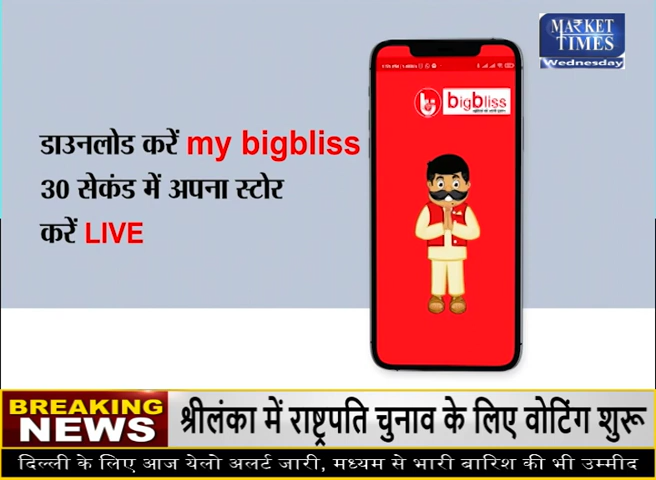 MARKET
TIMES
Wednesday
bigbliss
डाउनलोड करें my bigbliss
30 सेकंड में अपना स्टोर
करें LIVE
BREAKING
NEWS
श्रीलंका में राष्ट्रपति चुनाव के लिए वोटिंग शुरू
दिल्ली के लिए आज येलो अलर्ट जारी, मध्यम से भारी बारिश की भी उम्मीद